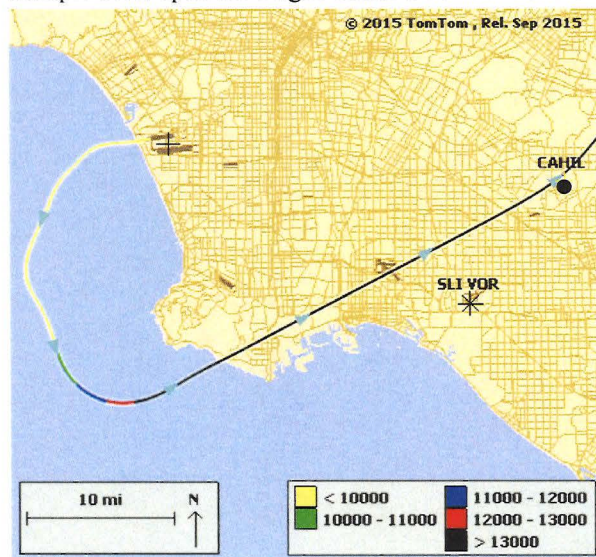 © 2015 TomTom , Rel. Sep 2015
CAHIL
SLI VOR
10 mi
N
< 10000
10000 - 11000
11000 - 12000
12000 - 13000
> 13000